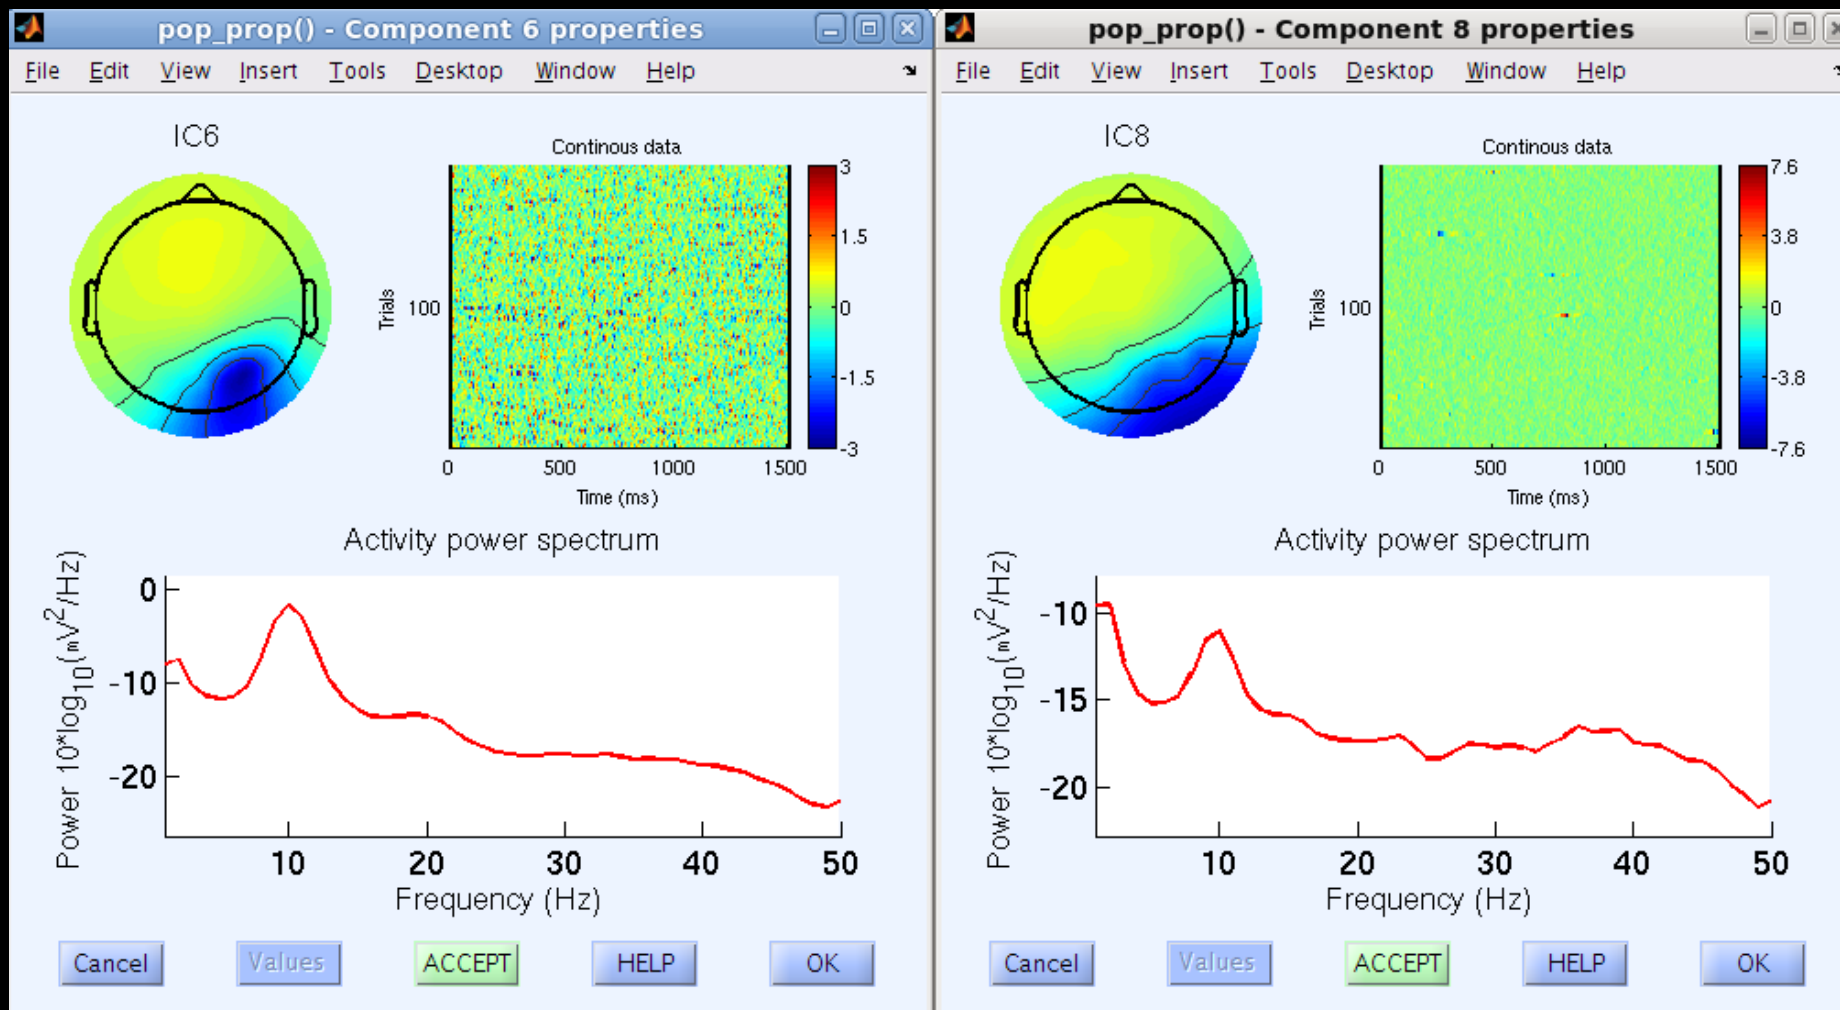 pop_prop() - Component 6 properties
File Edit View Insert Tools Desktop Window Help
IC6
Continous data
3
1.5
0
-1.5
-3
Trials
100
0 500 1000 1500
Time (ms)
Activity power spectrum
Power 10*log10(mV2/Hz)
0
-10
-20
10 20 30 40 50
Frequency (Hz)
Cancel Values ACCEPT HELP OK
pop_prop() - Component 8 properties
File Edit View Insert Tools Desktop Window Help
IC8
Continous data
7.6
3.8
0
-3.8
-7.6
Trials
100
0 500 1000 1500
Time (ms)
Activity power spectrum
Power 10*log10(mV2/Hz)
-10
-15
-20
10 20 30 40 50
Frequency (Hz)
Cancel Values ACCEPT HELP OK